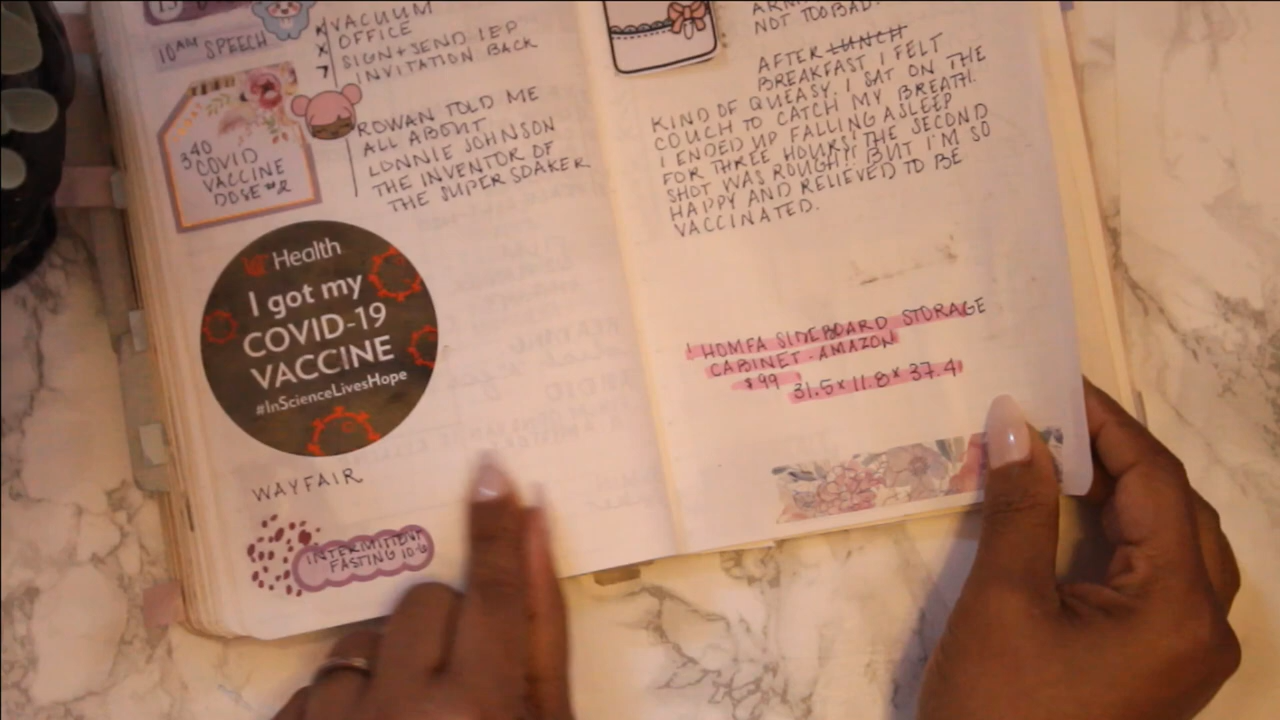 10AM SPEECH
VACUUM
OFFICE
SIGN+SEND IEP
INVITATION BACK
340
COVID
VACCINE
DOSE #2
ROWAN TOLD ME
ALL ABOUT
LONNIE JOHNSON
THE INVENTOR OF
THE SUPER SOAKER
Health
I got my
COVID-19
VACCINE
#InScienceLivesHope
WAYFAIR
INTERMITTENT
FASTING 10-6
NOT TOO BAD.
AFTER LUNCH
BREAKFAST I FELT
KIND OF QUEASY. I SAT ON THE
COUCH TO CATCH MY BREATH.
I ENDED UP FALLING ASLEEP
FOR THREE HOURS! THE SECOND
SHOT WAS ROUGH!! BUT I'M SO
HAPPY AND RELIEVED TO BE
VACCINATED.
HOMFA SIDEBOARD STORAGE
CABINET - AMAZON
$99 31.5 x 11.8 x 37.4